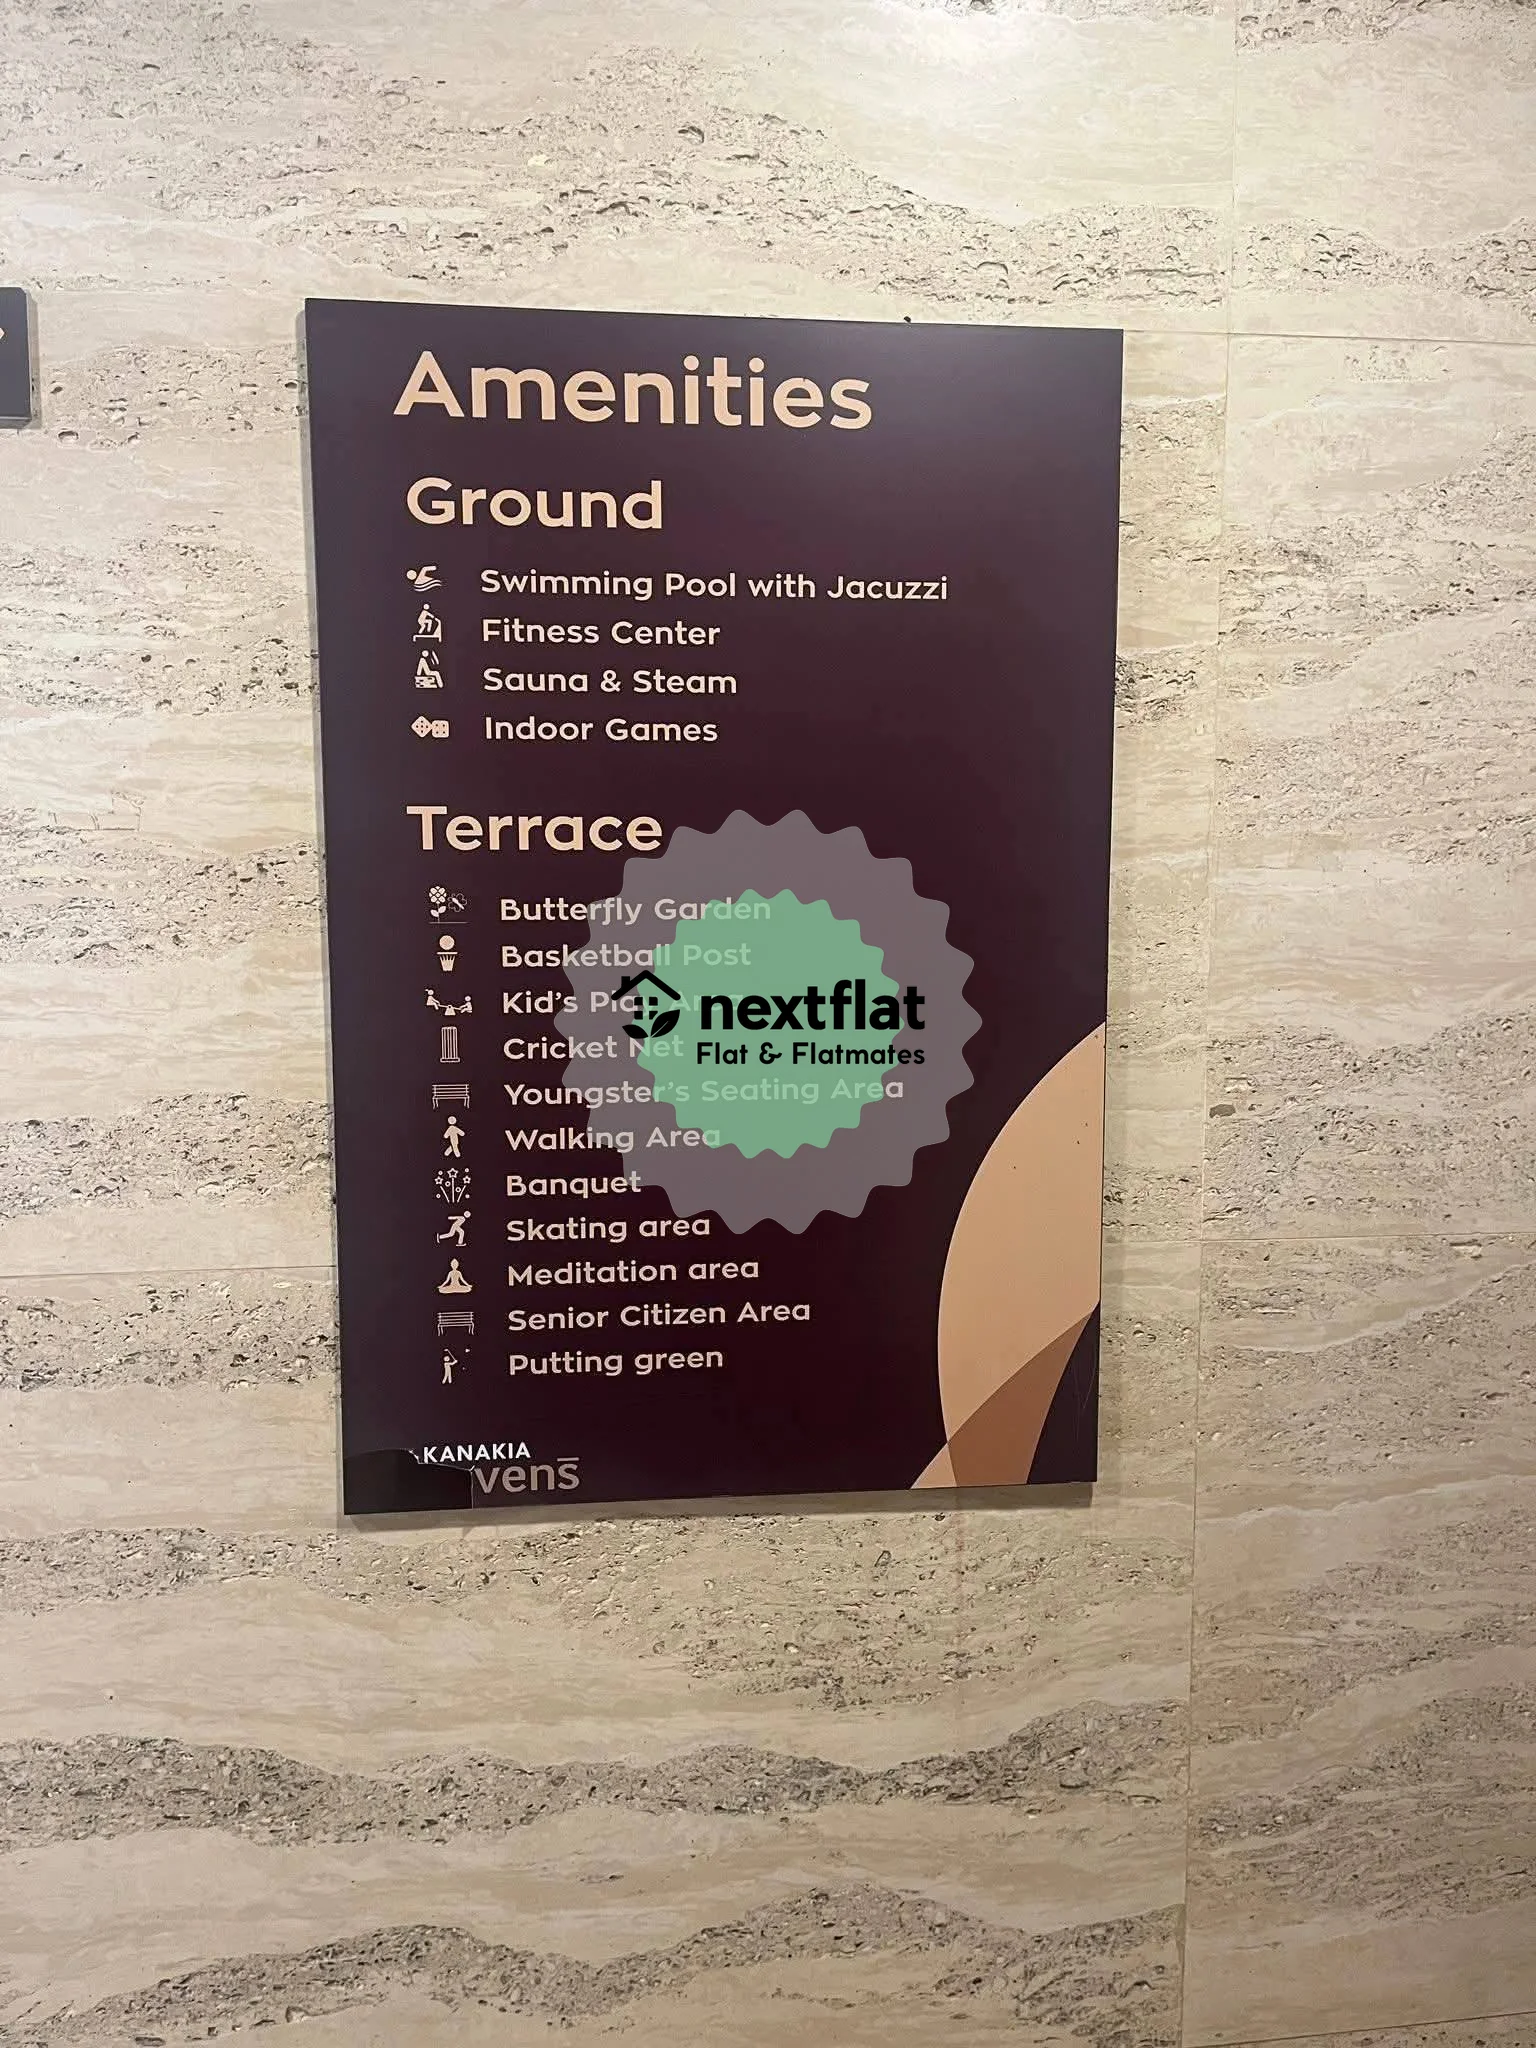 Amenities
Ground
Swimming Pool with Jacuzzi
Fitness Center
Sauna & Steam
Indoor Games
Terrace
Butterfly Garden
Basketball Post
Kid's Play Area
nextflat
Cricket Net
Flat & Flatmates
Youngster's Seating Area
Walking Area
Banquet
Skating area
Meditation area
Senior Citizen Area
Putting green
KANAKIA